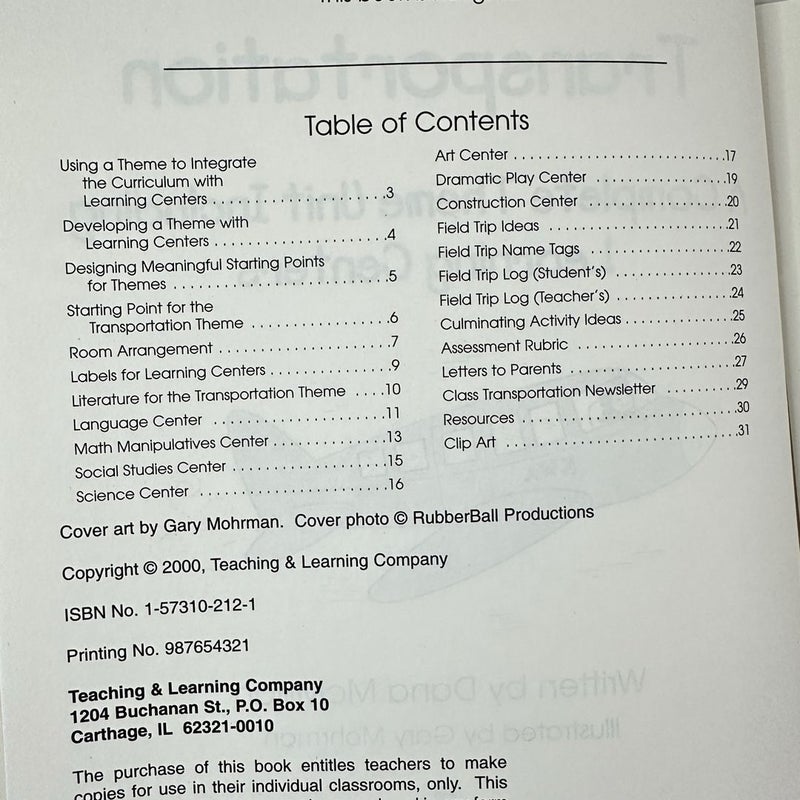 Table of Contents
Using a Theme to Integrate
the Curriculum with
Learning Centers . . . . . . . . . . . . . . . . . . . .3
Developing a Theme with
Learning Centers . . . . . . . . . . . . . . . . . . . .4
Designing Meaningful Starting Points
for Themes . . . . . . . . . . . . . . . . . . . . . . . . .5
Starting Point for the
Transportation Theme . . . . . . . . . . . . . . . .6
Room Arrangement . . . . . . . . . . . . . . . . . . . .7
Labels for Learning Centers . . . . . . . . . . . . . .9
Literature for the Transportation Theme . . . .10
Language Center . . . . . . . . . . . . . . . . . . . . .11
Math Manipulatives Center . . . . . . . . . . . . . .13
Social Studies Center . . . . . . . . . . . . . . . . . .15
Science Center . . . . . . . . . . . . . . . . . . . . . .16
Art Center . . . . . . . . . . . . . . . . . . . . . . . . . .17
Dramatic Play Center . . . . . . . . . . . . . . . . .19
Construction Center . . . . . . . . . . . . . . . . . .20
Field Trip Ideas . . . . . . . . . . . . . . . . . . . . . .21
Field Trip Name Tags . . . . . . . . . . . . . . . . . .22
Field Trip Log (Student's) . . . . . . . . . . . . . . .23
Field Trip Log (Teacher's) . . . . . . . . . . . . . . .24
Culminating Activity Ideas . . . . . . . . . . . . . .25
Assessment Rubric . . . . . . . . . . . . . . . . . . .26
Letters to Parents . . . . . . . . . . . . . . . . . . . .27
Class Transportation Newsletter . . . . . . . . . .29
Resources . . . . . . . . . . . . . . . . . . . . . . . . . .30
Clip Art . . . . . . . . . . . . . . . . . . . . . . . . . . . .31
Cover art by Gary Mohrman. Cover photo © RubberBall Productions
Copyright © 2000, Teaching & Learning Company
ISBN No. 1-57310-212-1
Printing No. 987654321
Teaching & Learning Company
1204 Buchanan St., P.O. Box 10
Carthage, IL 62321-0010
The purchase of this book entitles teachers to make
copies for use in their individual classrooms, only. This